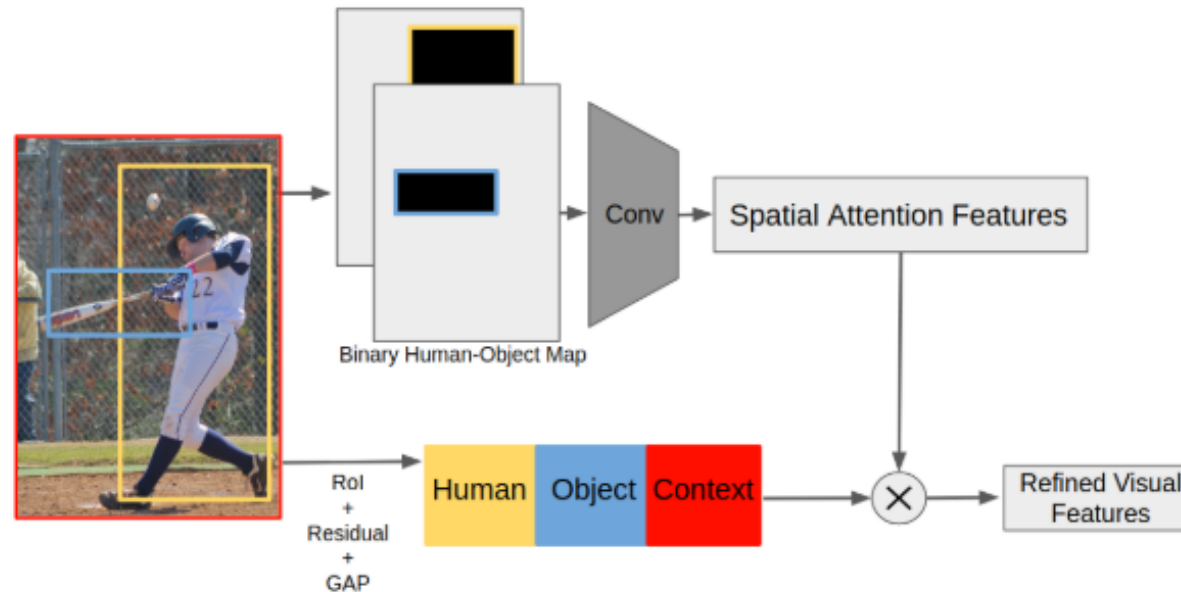 Conv
Spatial Attention Features
22
Binary Human-Object Map
RoI
+
Residual
+
GAP
Human Object Context
Refined Visual
Features